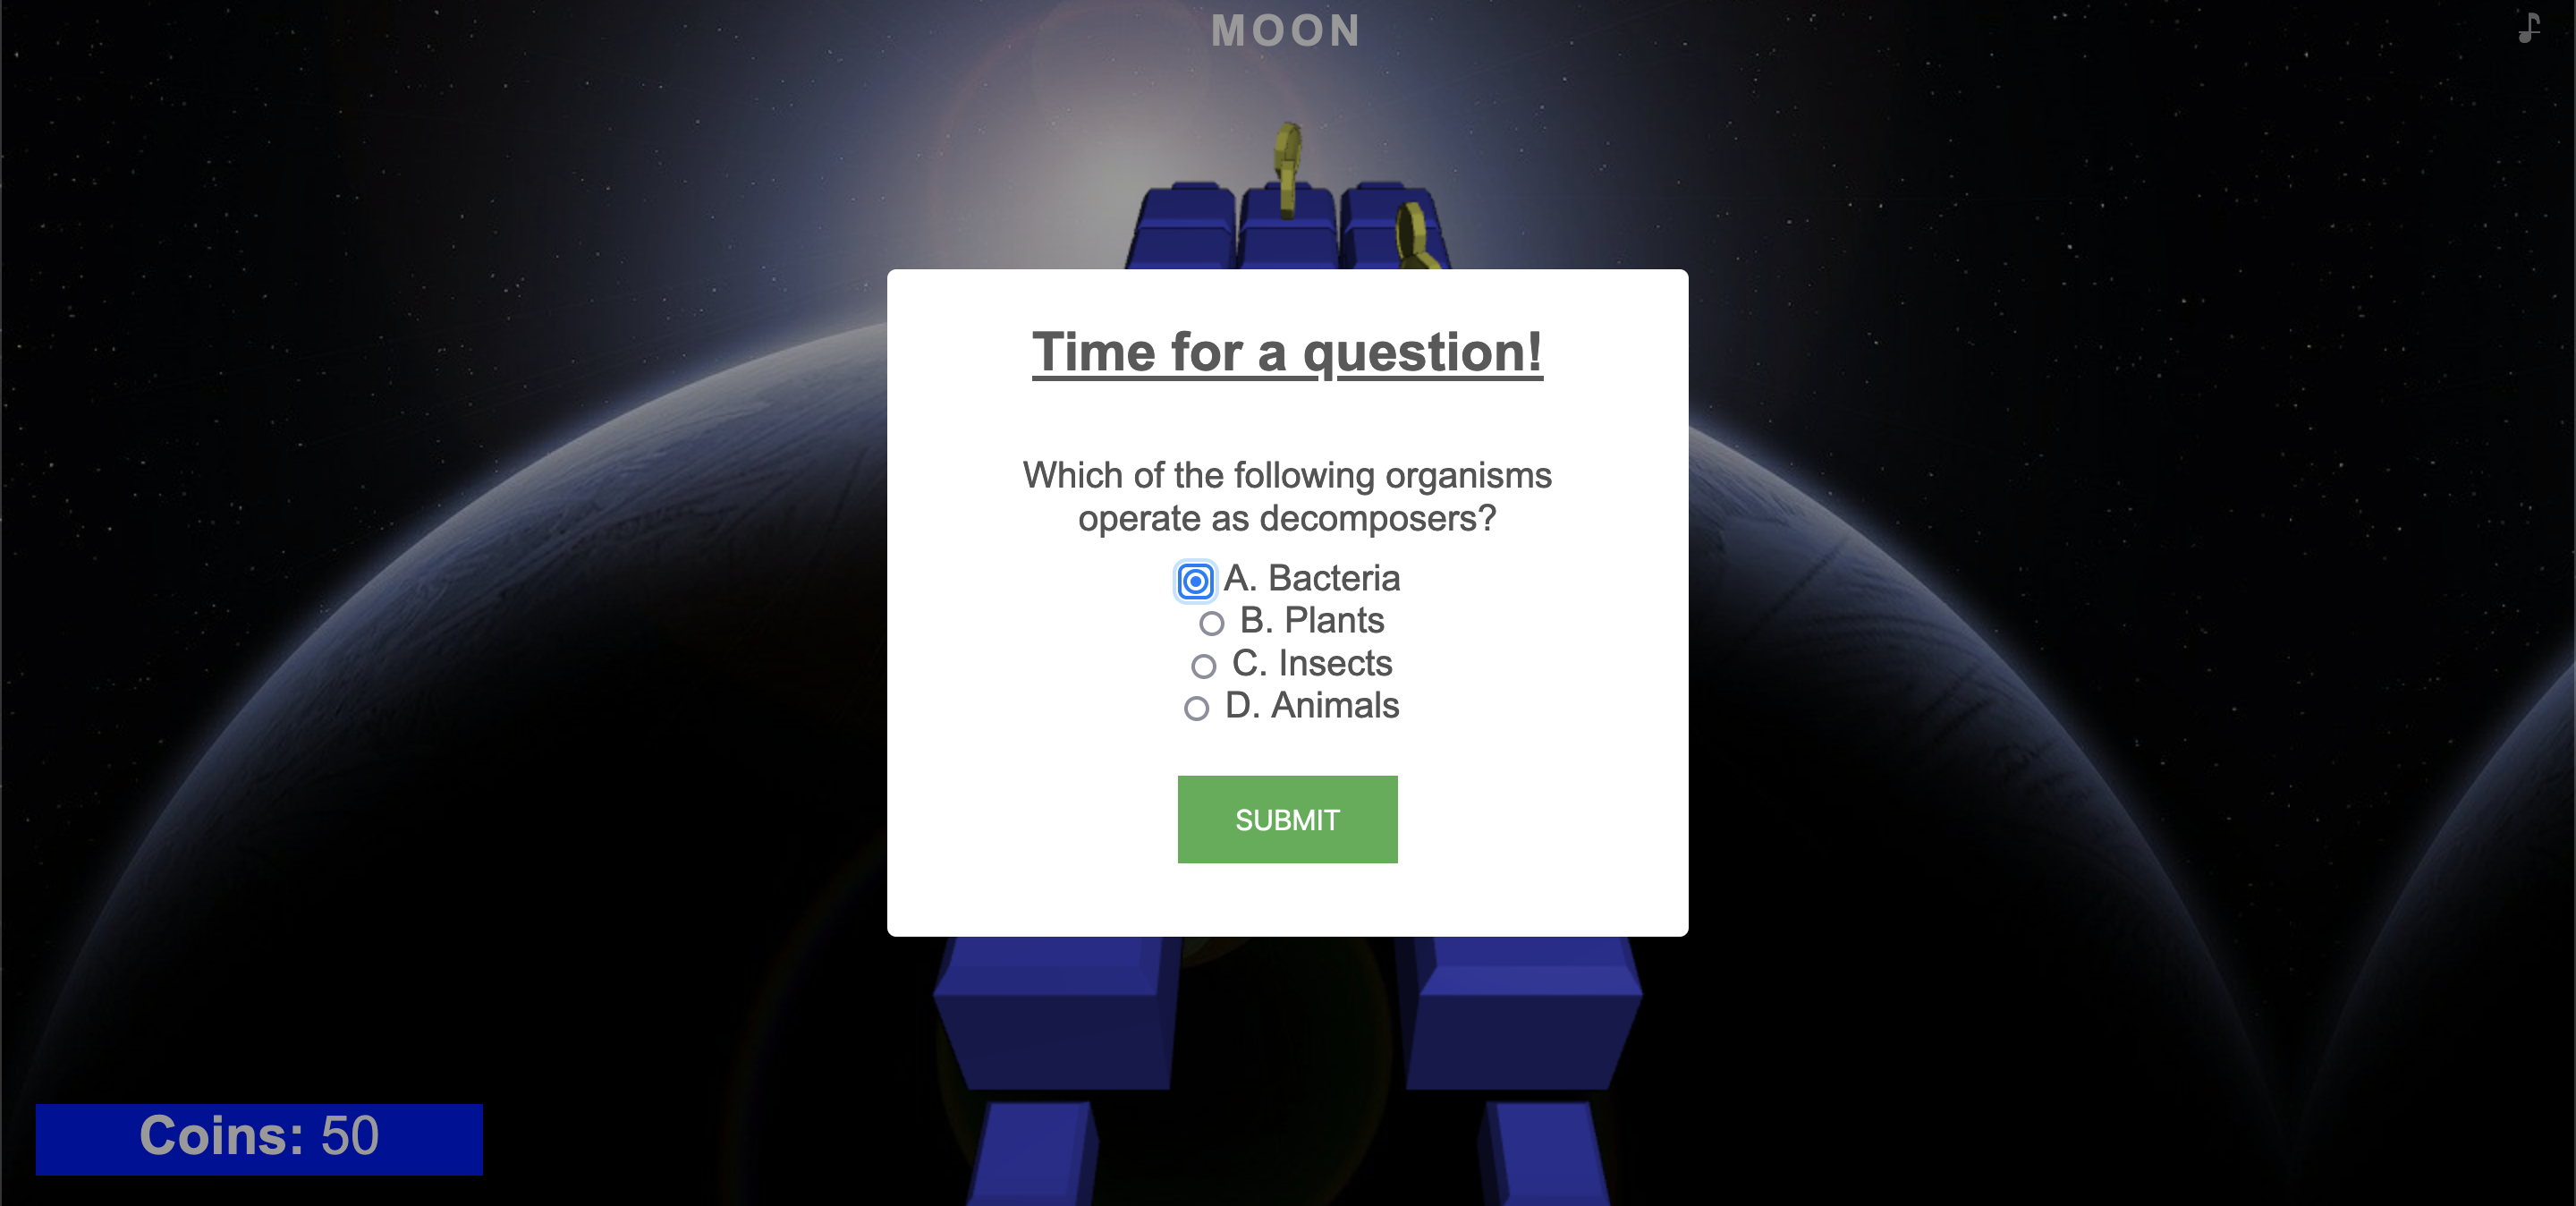 MOON
Time for a question!
Which of the following organisms
operate as decomposers?
A. Bacteria
B. Plants
C. Insects
D. Animals
SUBMIT
Coins: 50